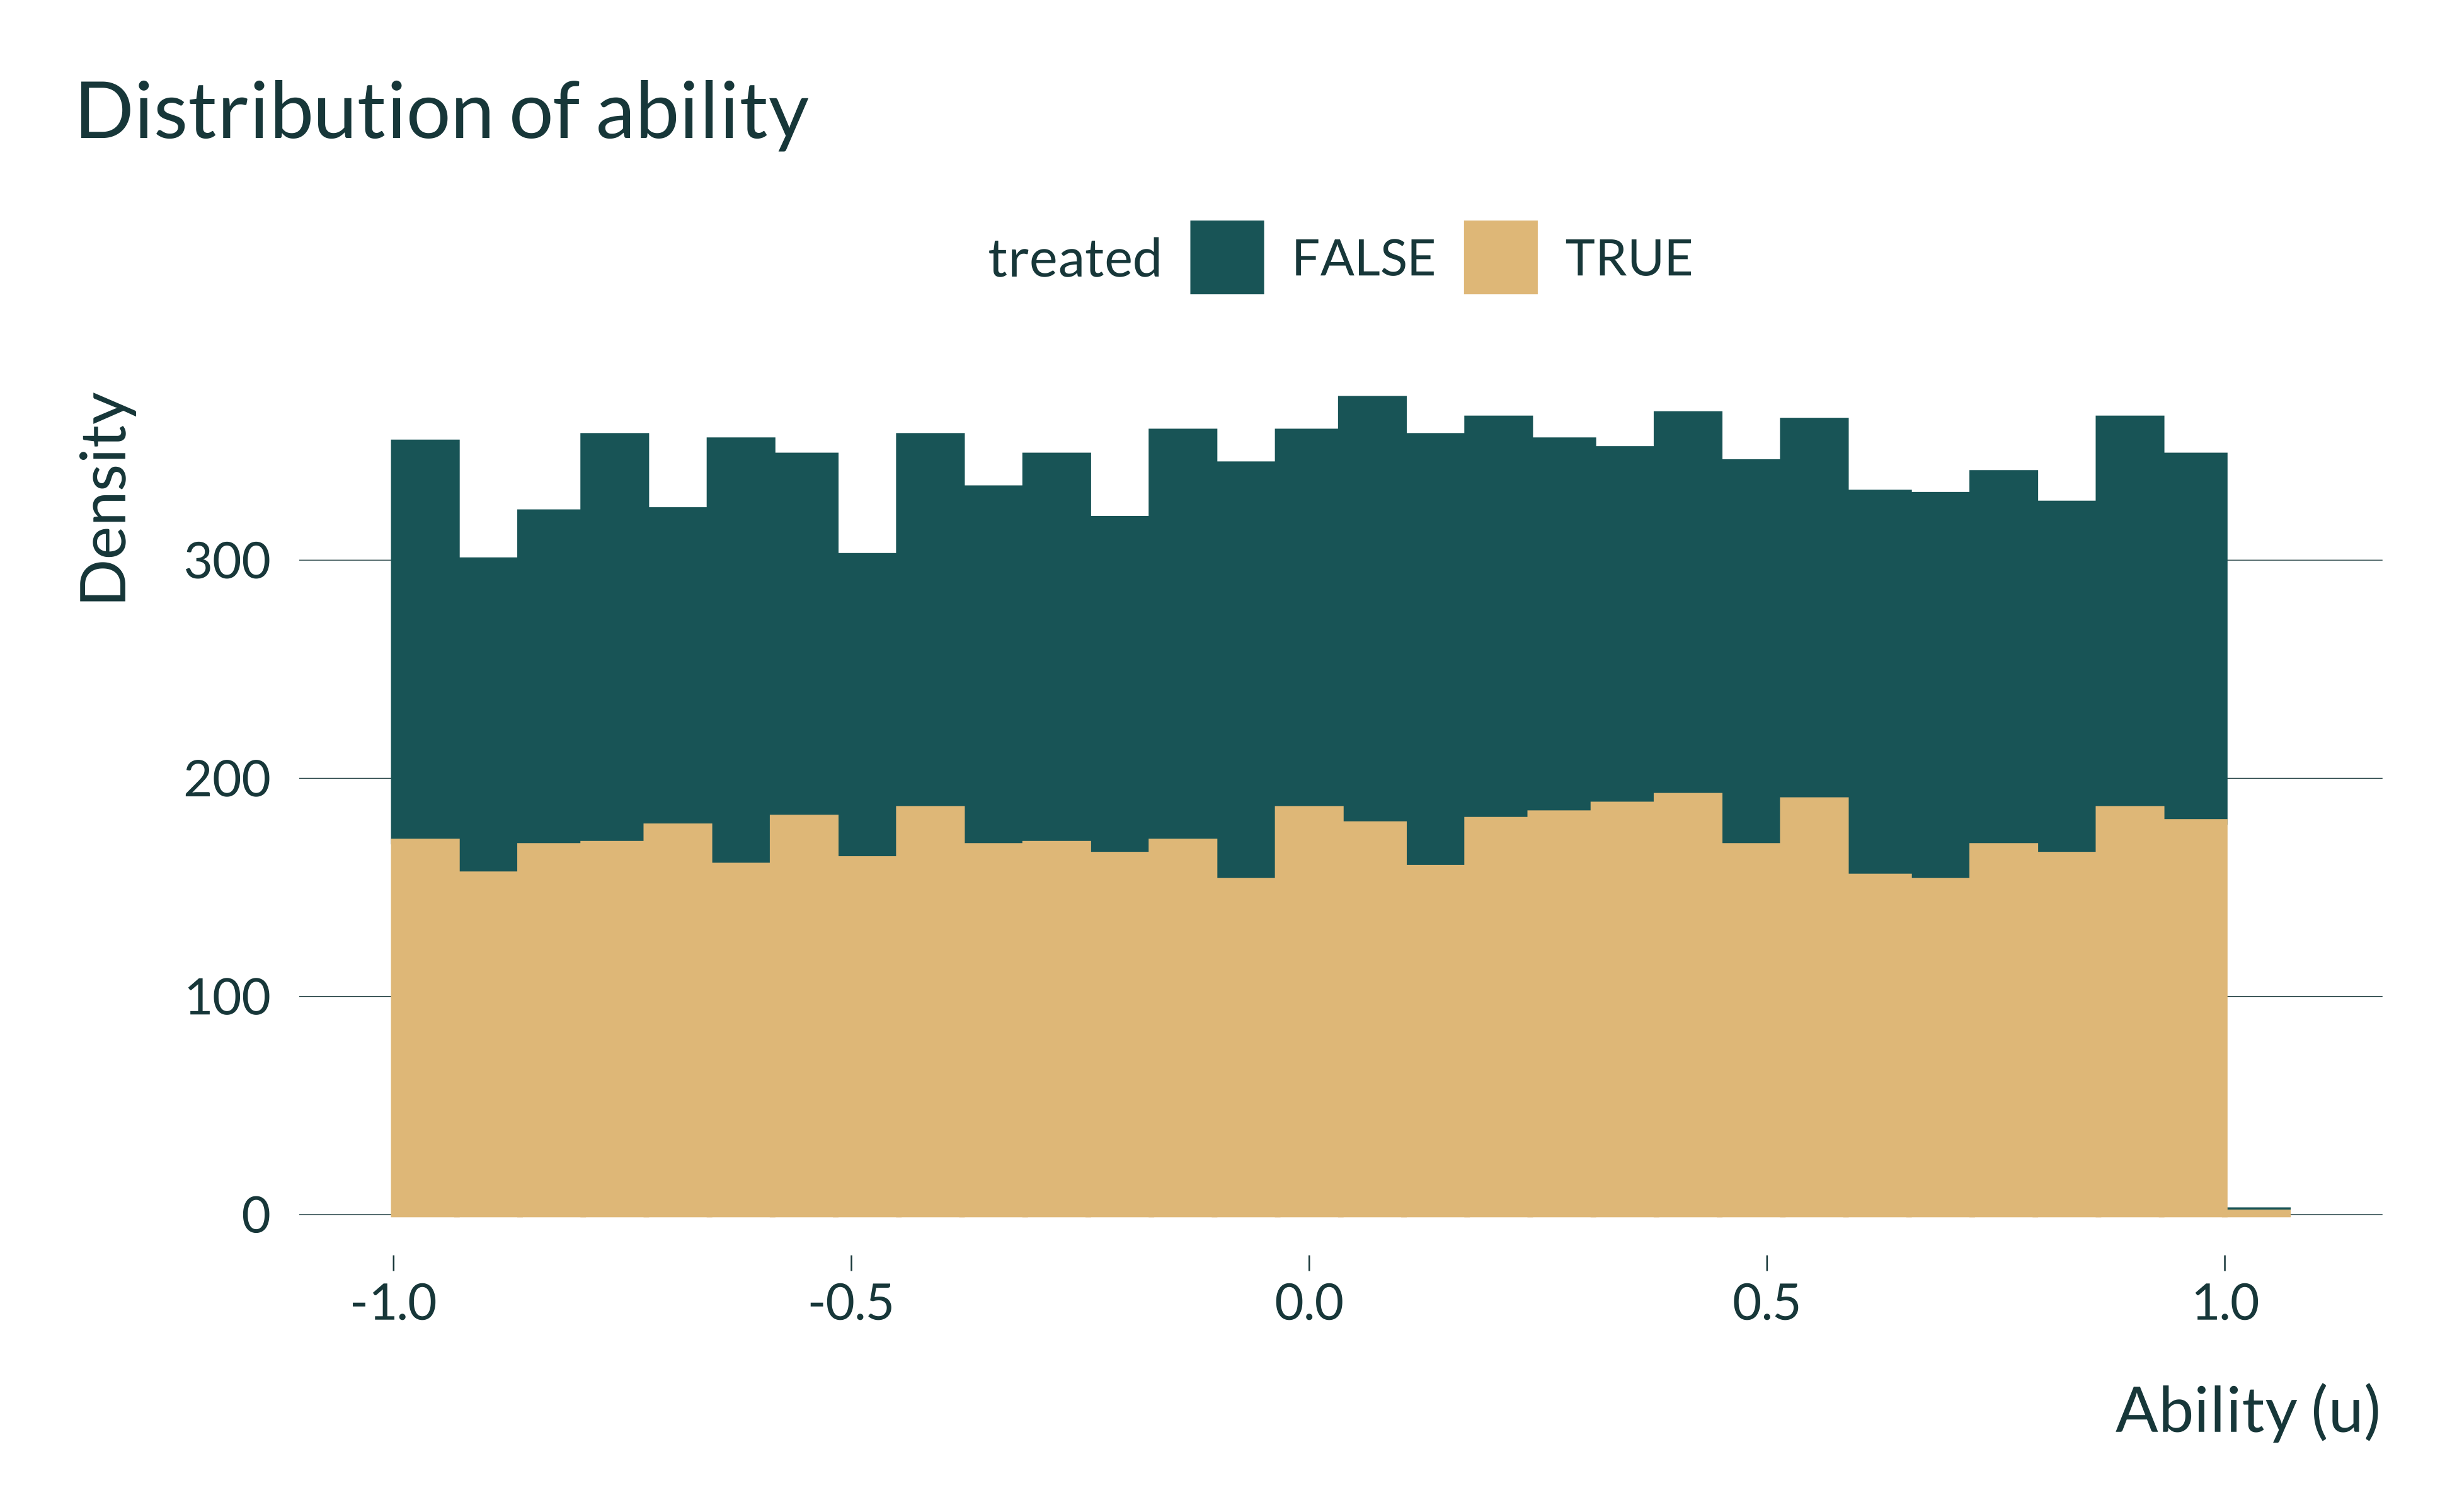 Distribution of ability
treated FALSE TRUE
Density
300
200
100
0
-1.0 -0.5 0.0 0.5 1.0
Ability (u)